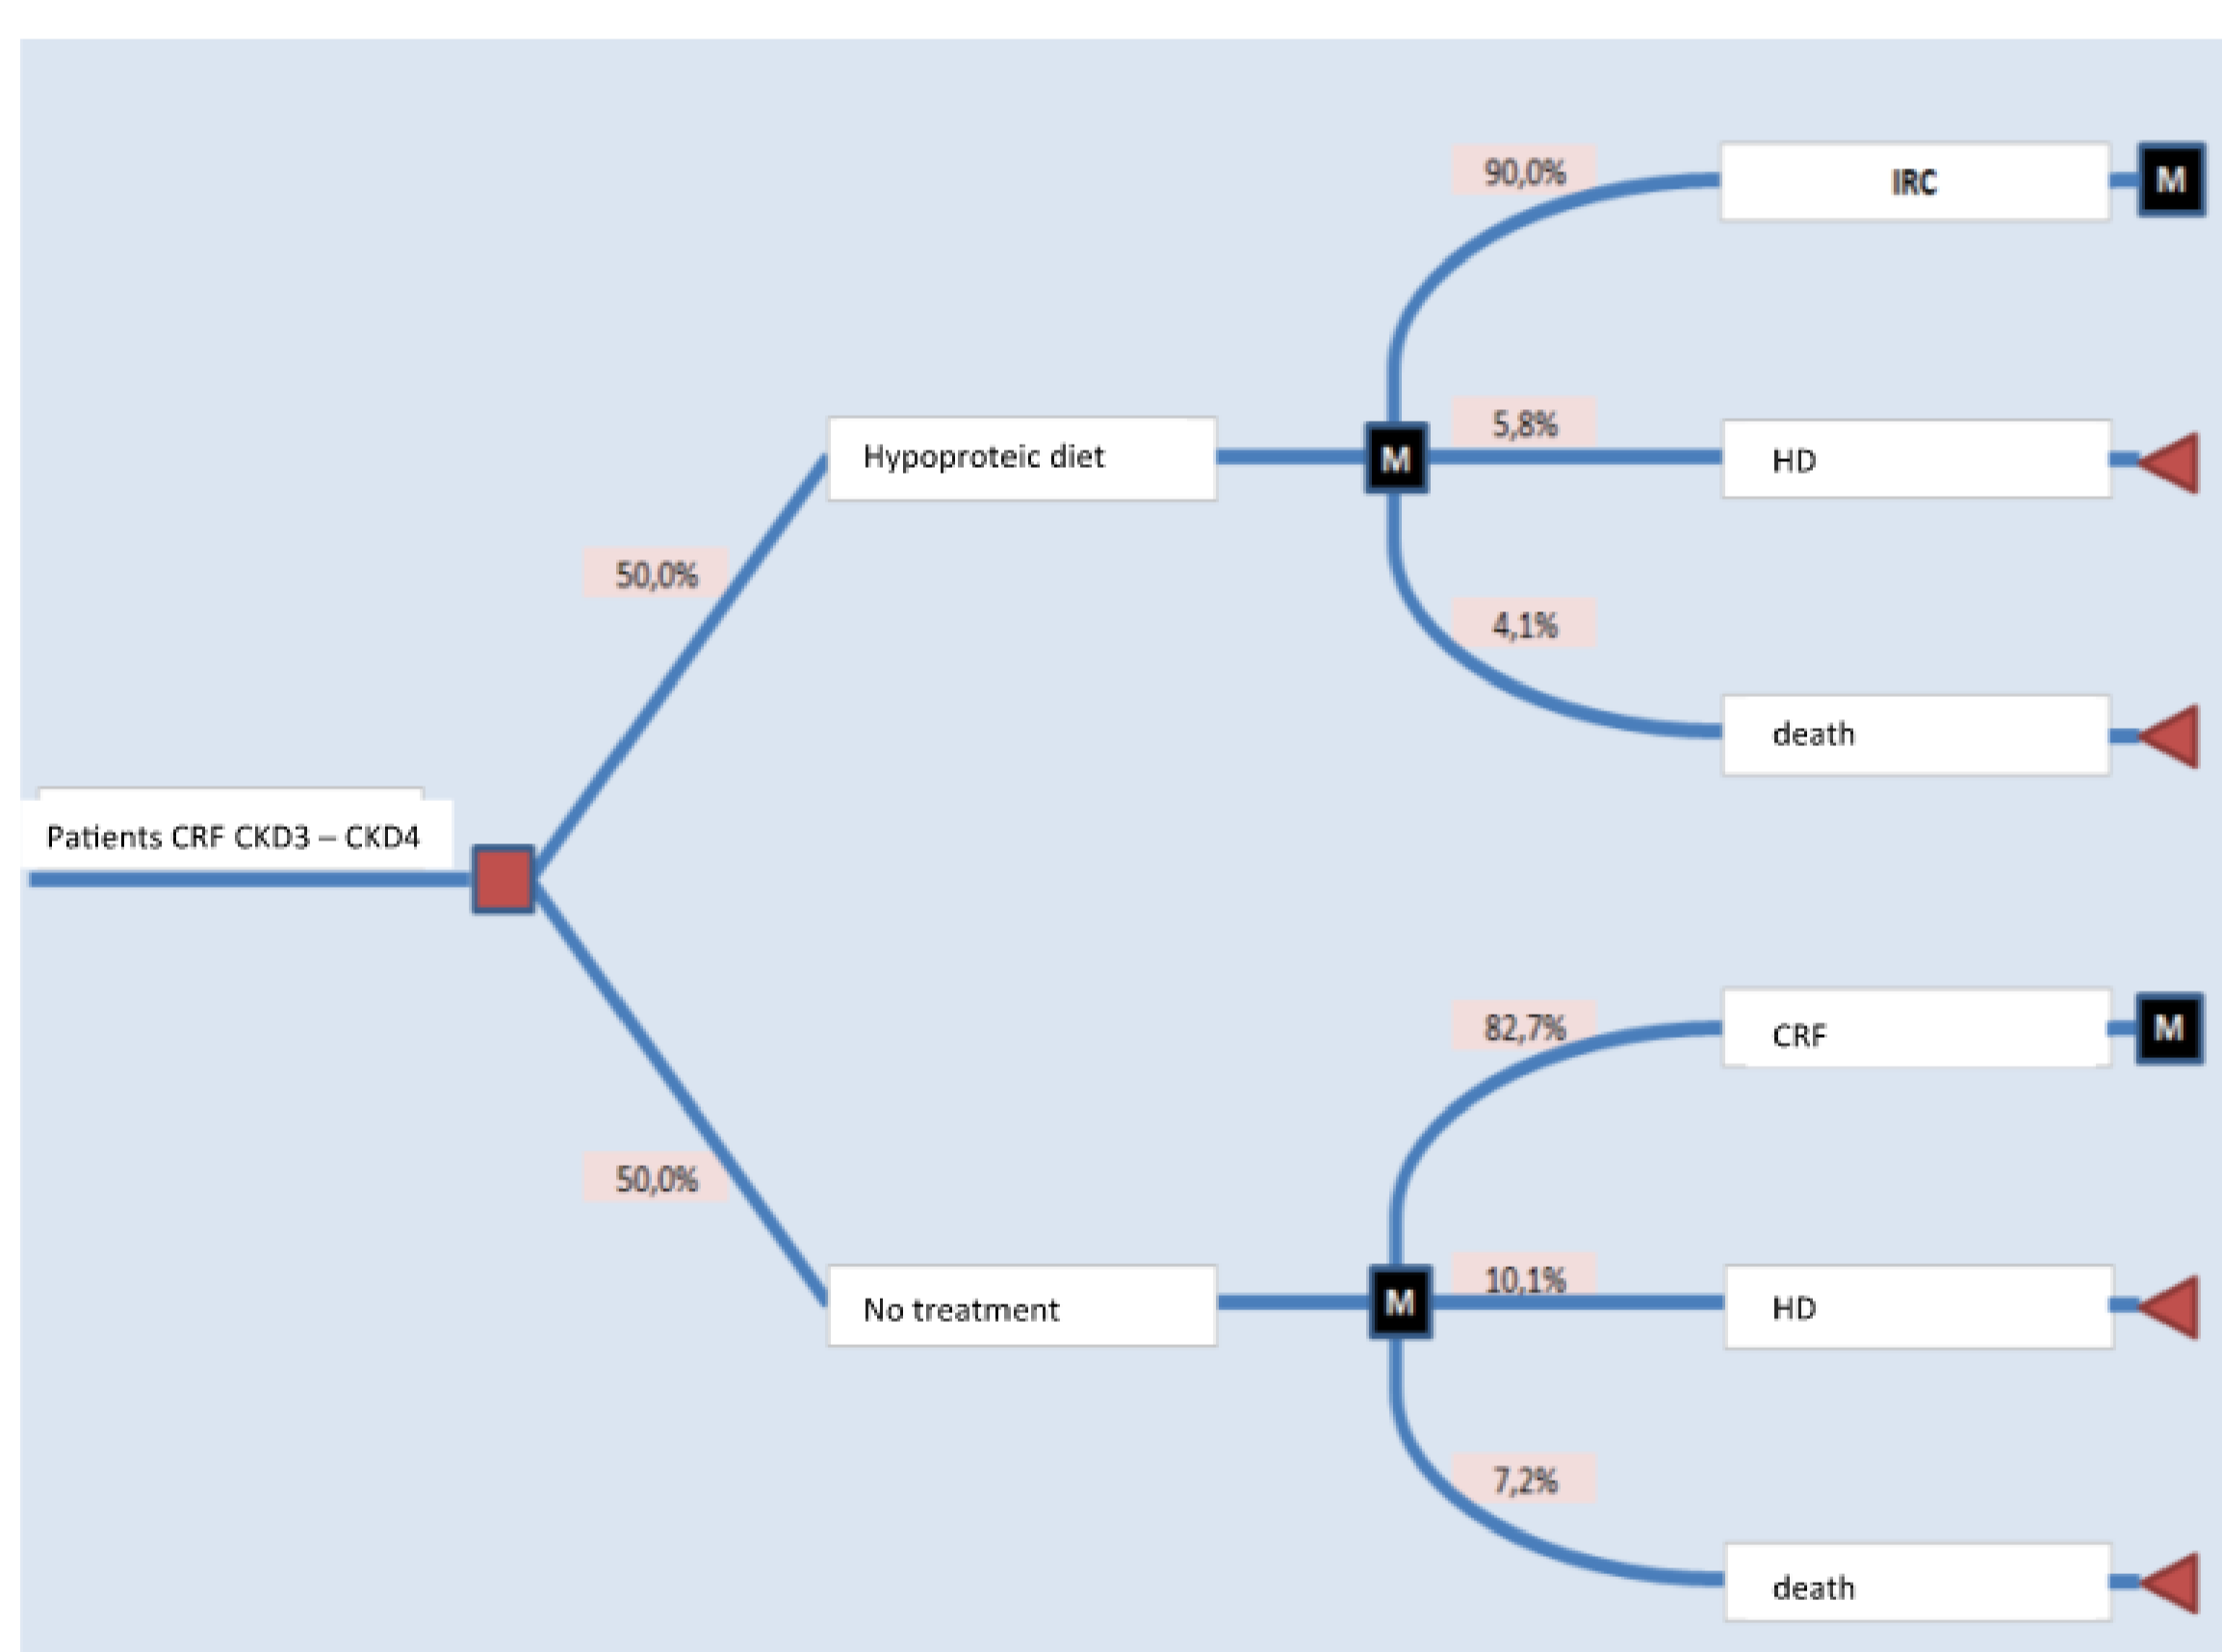 90,0%
IRC
M
5,8%
Hypoproteic diet
M
HD
50,0%
4,1%
death
Patients CRF CKD3 – CKD4
82,7%
CRF
M
50,0%
10,1%
No treatment
M
HD
7,2%
death